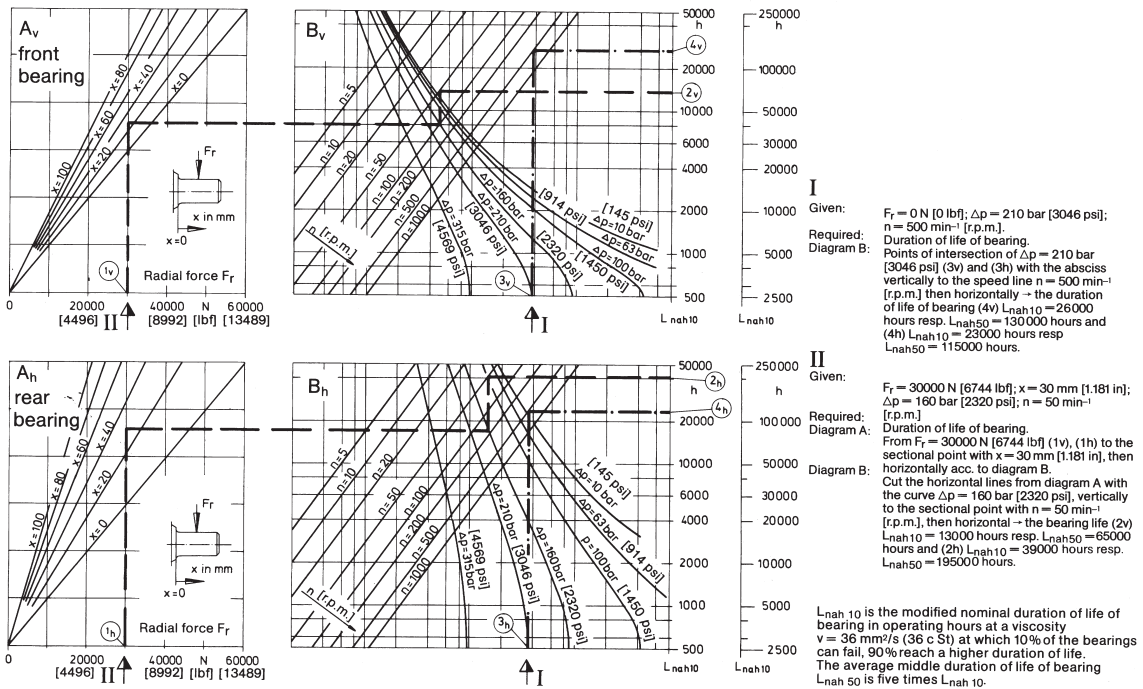 Av
front
bearing
x=80
x=40
x=0
x=60
x=20
x=100
Fr
x in mm
x=0
1v
Radial force Fr
0 20000 40000 N 60000
[4496] II [8992] [lbf] [13489]
Bv
n=5
n=10
n=20
n=50
n=100
n=200
n=500
n=1000
n [r.p.m.]
Δp=160bar
Δp=210 bar
[3046 psi]
Δp=315bar
[4569 psi]
[914 psi]
[145 psi]
Δp=10 bar
Δp=63bar
Δp=100bar
[2320 psi]
[1450 psi]
3v
I
4v
2v
50000
h
20000
10000
6000
4000
2000
1000
500
Lnah10
250000
h
100000
50000
30000
20000
10000
5000
2500
Lnah50
Ah
rear
bearing
x=80
x=60
x=40
x=20
x=100
x=0
Fr
x in mm
x=0
1h
Radial force Fr
0 20000 40000 N 60000
[4496] II [8992] [lbf] [13489]
Bh
n=5
n=10
n=20
n=50
n=100
n=200
n=500
n=1000
n [r.p.m.]
[4569 psi]
Δp=315bar
Δp=210 bar
[3046 psi]
Δp=160bar
[2320 psi]
[145 psi]
Δp=10 bar
Δp=63bar
[914 psi]
p=100bar
[1450 psi]
3h
I
2h
4h
50000
h
20000
10000
6000
4000
2000
1000
500
Lnah10
250000
h
100000
50000
30000
20000
10000
5000
2500
Lnah50
I
Given: Fr = 0 N [0 lbf]; Δp = 210 bar [3046 psi];
n = 500 min–1 [r.p.m.].
Required: Duration of life of bearing.
Diagram B: Points of intersection of Δp = 210 bar
[3046 psi] (3v) and (3h) with the absciss
vertically to the speed line n = 500 min–1
[r.p.m.] then horizontally → the duration
of life of bearing (4v) Lnah10 = 26000
hours resp. Lnah50 = 130000 hours and
(4h) Lnah10 = 23000 hours resp
Lnah50 = 115000 hours.
II
Given: Fr = 30000 N [6744 lbf]; x = 30 mm [1.181 in];
Δp = 160 bar [2320 psi]; n = 50 min–1
[r.p.m.]
Required: Duration of life of bearing.
Diagram A: From Fr = 30000 N [6744 lbf] (1v), (1h) to the
sectional point with x = 30 mm [1.181 in], then
horizontally acc. to diagram B.
Diagram B: Cut the horizontal lines from diagram A with
the curve Δp = 160 bar [2320 psi], vertically
to the sectional point with n = 50 min–1
[r.p.m.], then horizontal → the bearing life (2v)
Lnah10 = 13000 hours resp. Lnah50 = 65000
hours and (2h) Lnah10 = 39000 hours resp.
Lnah50 = 195000 hours.
Lnah 10 is the modified nominal duration of life of
bearing in operating hours at a viscosity
v = 36 mm²/s (36 c St) at which 10% of the bearings
can fail, 90% reach a higher duration of life.
The average middle duration of life of bearing
Lnah 50 is five times Lnah 10.